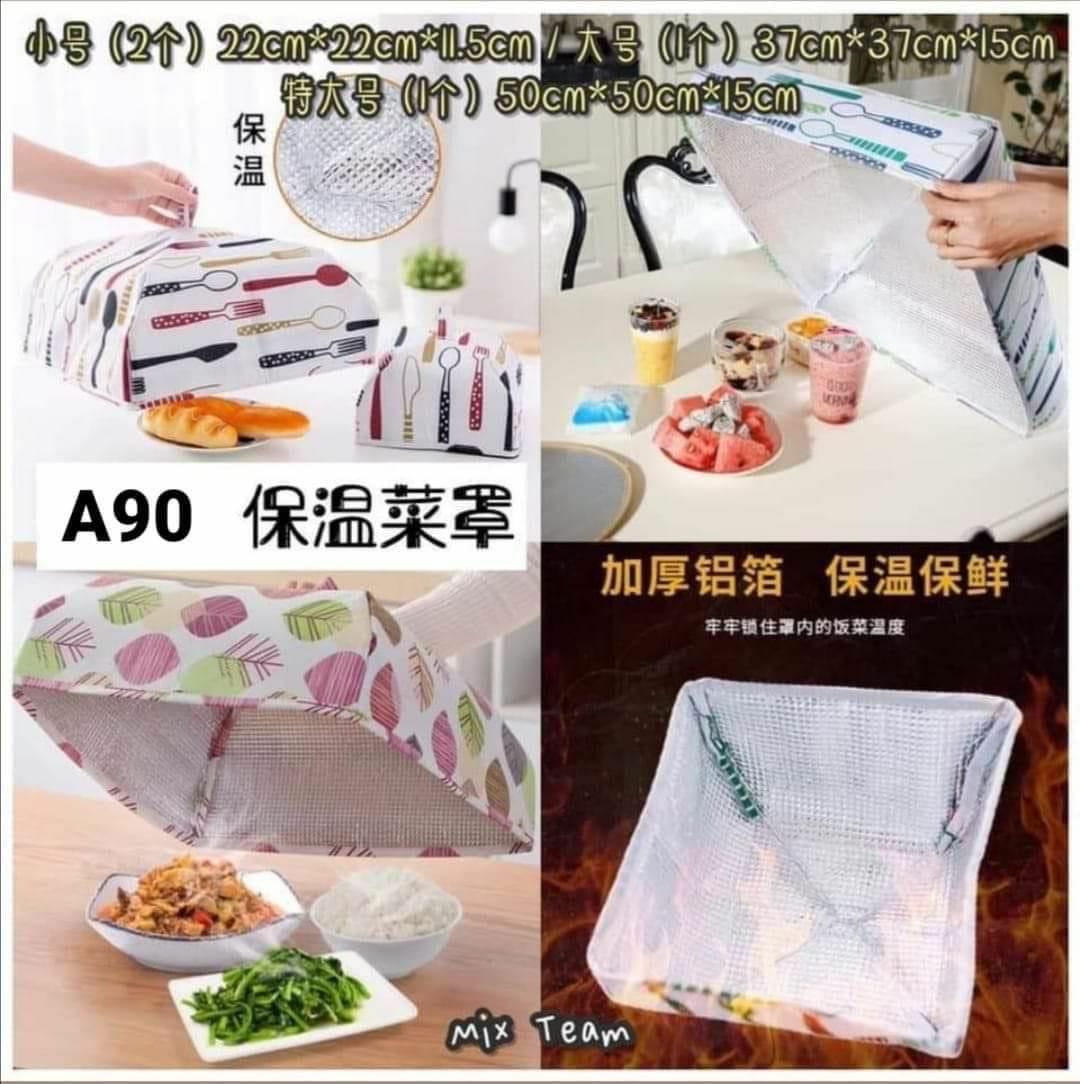 小号（2个）22cm*22cm*11.5cm / 大号（1个）37cm*37cm*15cm
特大号（1个）50cm*50cm*15cm
保
温
GOOD
MORNING
A90 保温菜罩
加厚铝箔 保温保鲜
牢牢锁住罩内的饭菜温度
Mix Team